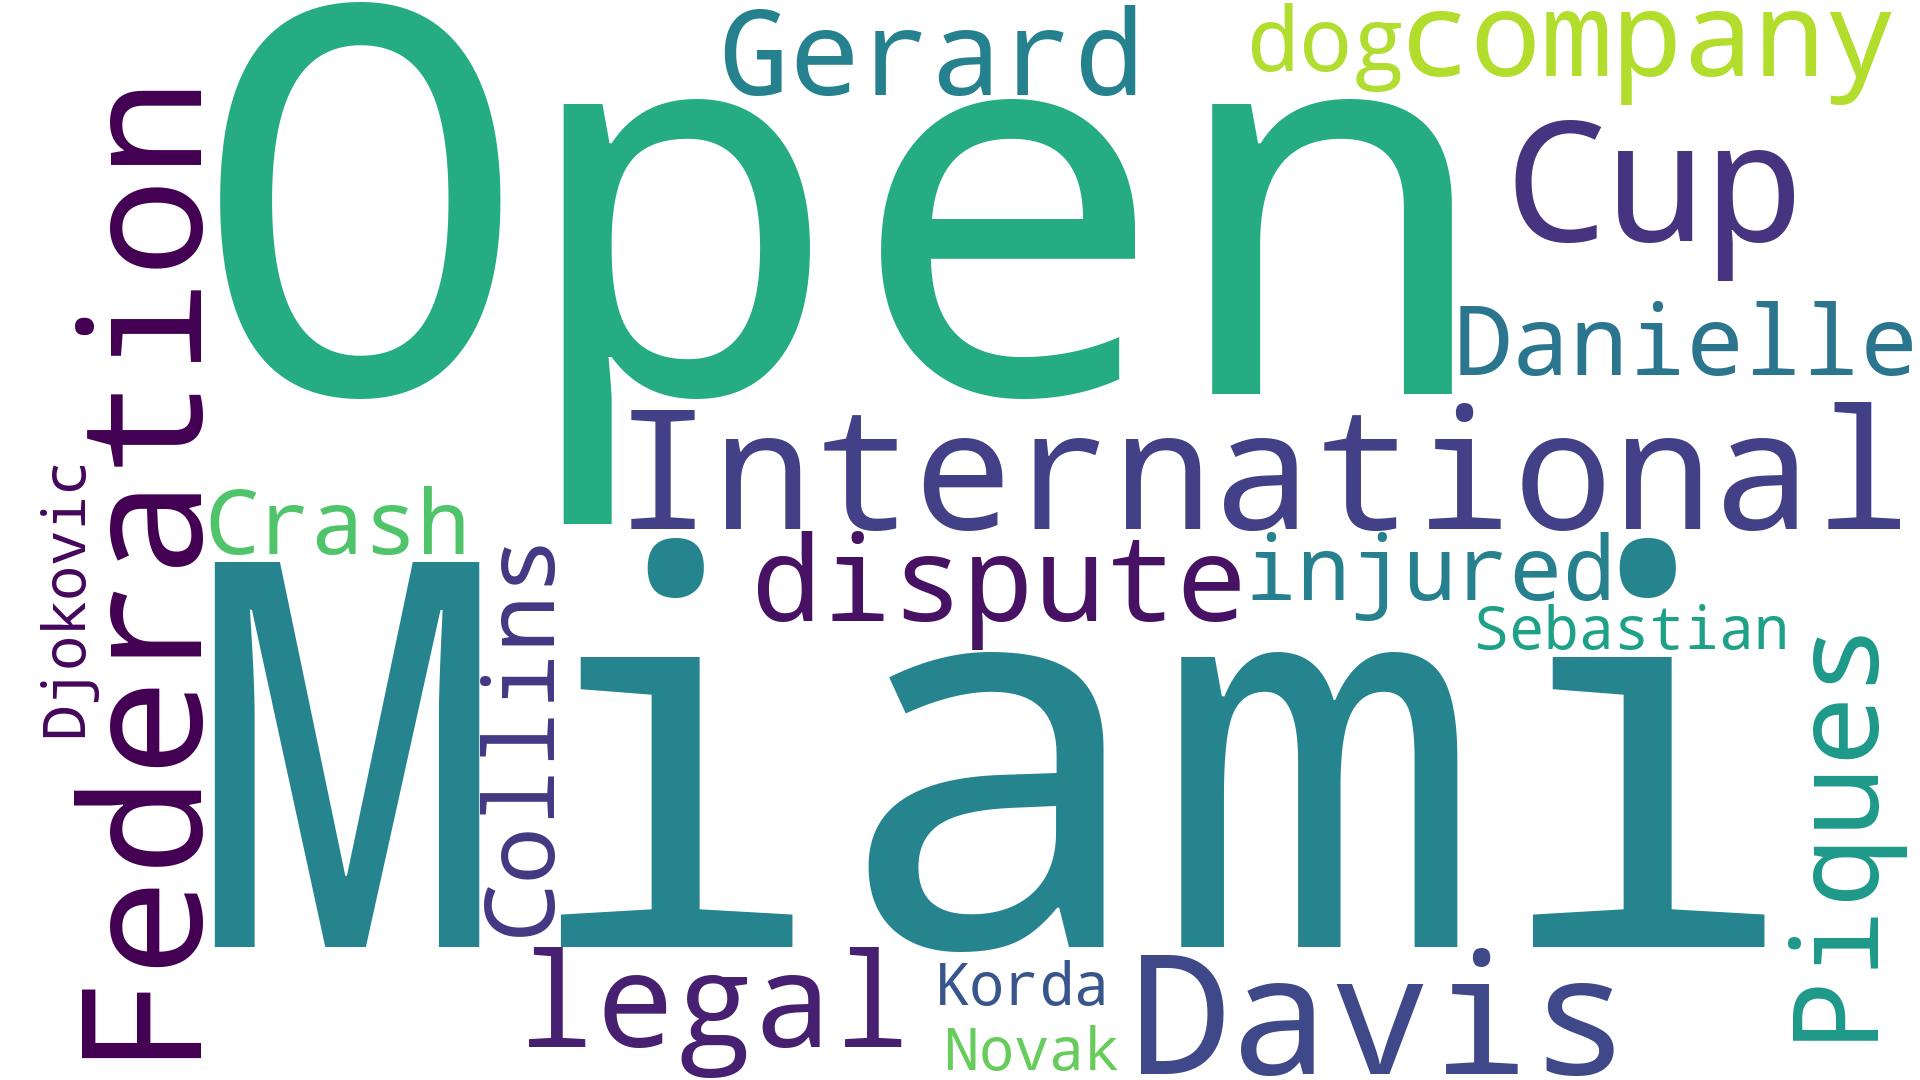 Gerard
dog
company
Open
Cup
Federation
Danielle
International
Djokovic
Crash
dispute
injured
Collins
Sebastian
Miami
Piques
legal
Korda
Novak
Davis